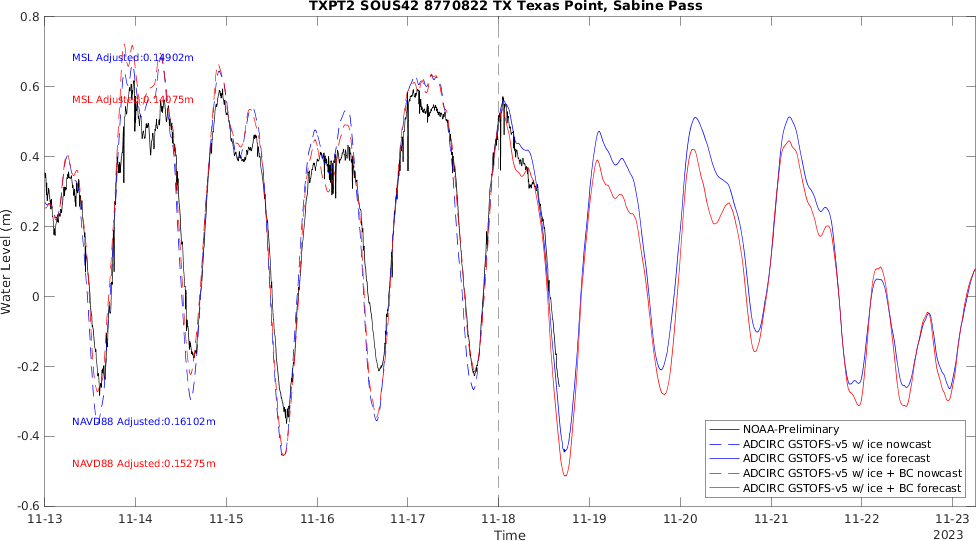 TXPT2 SOUS42 8770822 TX Texas Point, Sabine Pass
0.8
0.6
0.4
0.2
0
-0.2
-0.4
-0.6
Water Level (m)
MSL Adjusted:0.14902m
MSL Adjusted:0.14075m
NAVD88 Adjusted:0.16102m
NAVD88 Adjusted:0.15275m
NOAA-Preliminary
ADCIRC GSTOFS-v5 w/ ice nowcast
ADCIRC GSTOFS-v5 w/ ice forecast
ADCIRC GSTOFS-v5 w/ ice + BC nowcast
ADCIRC GSTOFS-v5 w/ ice + BC forecast
11-13 11-14 11-15 11-16 11-17 11-18 11-19 11-20 11-21 11-22 11-23
Time
2023